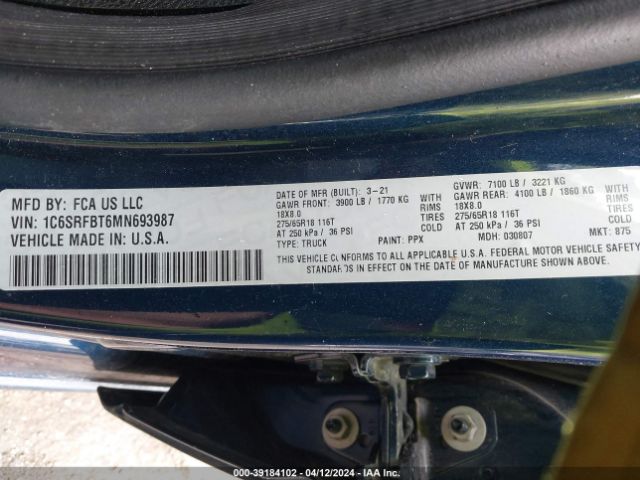 MFD BY: FCA US LLC
VIN: 1C6SRFBT6MN693987
VEHICLE MADE IN U.S.A.
DATE OF MFR (BUILT): 3-21
GAWR FRONT: 3900 LB / 1770 KG
18X8.0
275/65R18 116T
AT 250 kPa / 36 PSI
TYPE: TRUCK
WITH
RIMS
TIRES
COLD
PAINT: PPX
GVWR: 7100 LB / 3221 KG
GAWR REAR: 4100 LB / 1860 KG
18X8.0
275/65R18 116T
AT 250 kPa / 36 PSI
MDH: 030807
WITH
RIMS
TIRES
COLD
MKT: 875
THIS VEHICLE CONFORMS TO ALL APPLICABLE U.S.A. FEDERAL MOTOR VEHICLE SAFETY
STANDARDS IN EFFECT ON THE DATE OF MANUFACTURE SHOWN ABOVE.
000-39184102 - 04/12/2024 - IAA Inc.